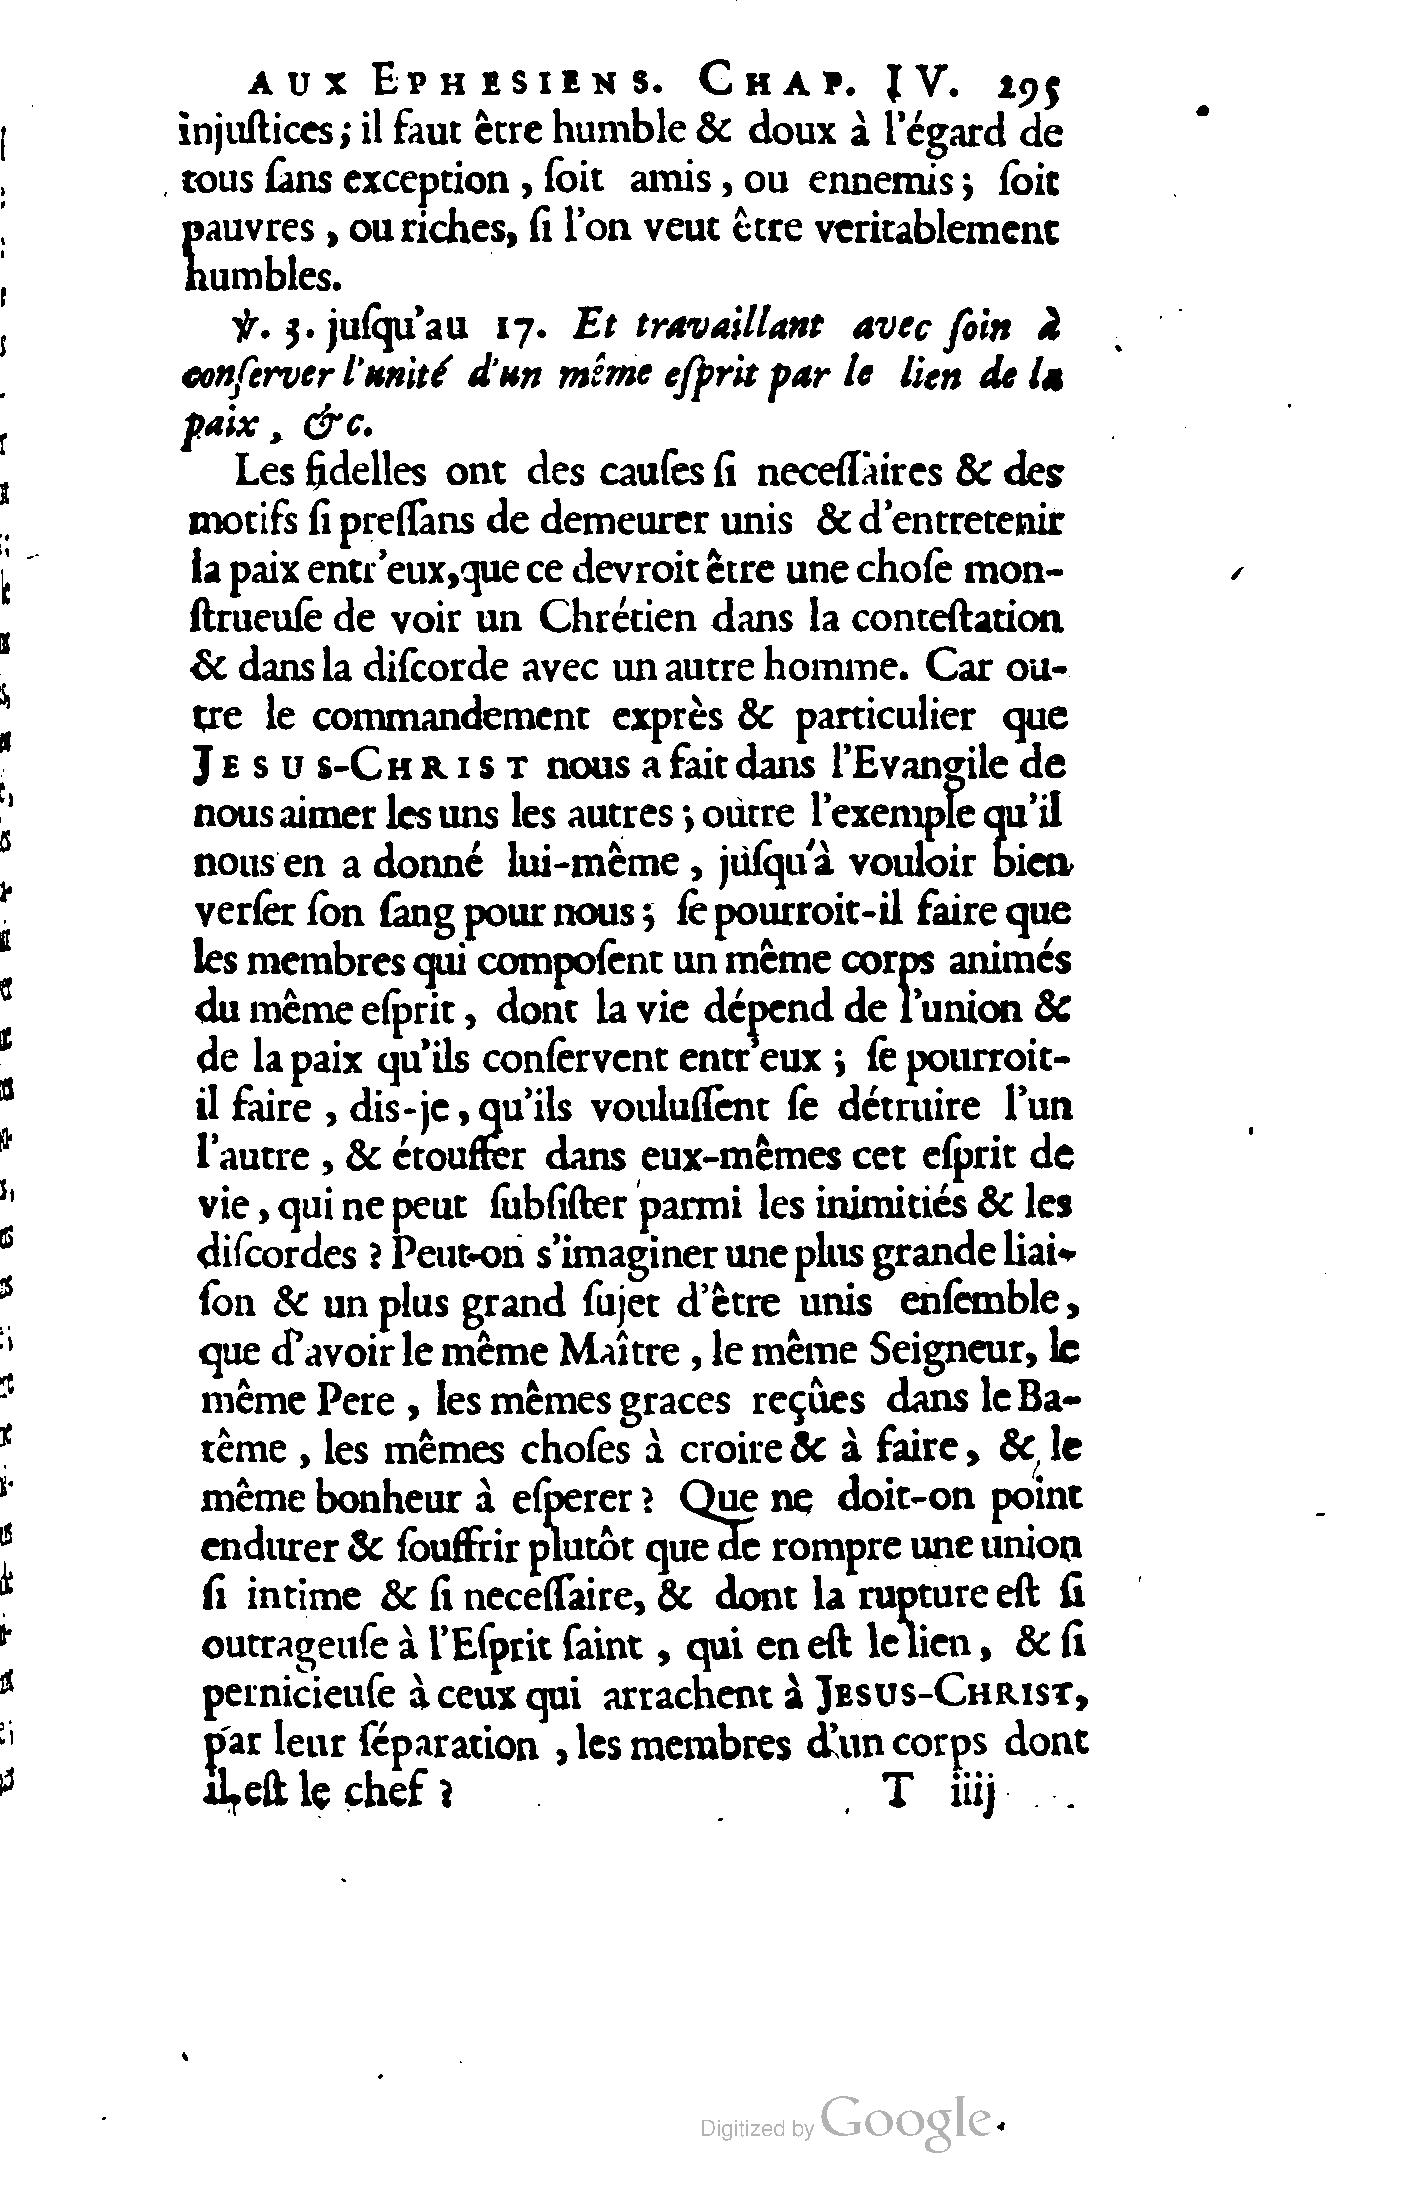 AUX EPHESIENS. CHAP. IV. 295
injuſtices; il faut être humble & doux à l'égard de
tous ſans exception, ſoit amis, ou ennemis; ſoit
pauvres, ou riches, ſi l'on veut être veritablement
humbles.
℣. 3. juſqu'au 17. Et travaillant avec ſoin à
conſerver l'unité d'un même eſprit par le lien de la
paix, &c.
Les fidelles ont des cauſes ſi neceſſaires & des
motifs ſi preſſans de demeurer unis & d'entretenir
la paix entr'eux, que ce devroit être une choſe mon-
ſtrueuſe de voir un Chrétien dans la conteſtation
& dans la diſcorde avec un autre homme. Car ou-
tre le commandement exprès & particulier que
JESUS-CHRIST nous a fait dans l'Evangile de
nous aimer les uns les autres; outre l'exemple qu'il
nous en a donné lui-même, juſqu'à vouloir bien
verſer ſon ſang pour nous; ſe pourroit-il faire que
les membres qui compoſent un même corps animés
du même eſprit, dont la vie dépend de l'union &
de la paix qu'ils conſervent entr'eux; ſe pourroit-
il faire, dis-je, qu'ils vouluſſent ſe détruire l'un
l'autre, & étouffer dans eux-mêmes cet eſprit de
vie, qui ne peut ſubſiſter parmi les inimitiés & les
diſcordes? Peut-on s'imaginer une plus grande liai-
ſon & un plus grand ſujet d'être unis enſemble,
que d'avoir le même Maître, le même Seigneur, le
même Pere, les mêmes graces reçûes dans le Ba-
tême, les mêmes choſes à croire & à faire, & le
même bonheur à eſperer? Que ne doit-on point
endurer & ſouffrir plutôt que de rompre une union
ſi intime & ſi neceſſaire, & dont la rupture eſt ſi
outrageuſe à l'Eſprit ſaint, qui en eſt le lien, & ſi
pernicieuſe à ceux qui arrachent à JESUS-CHRIST,
par leur ſéparation, les membres d'un corps dont
il eſt le chef? T iiij
Digitized by Google